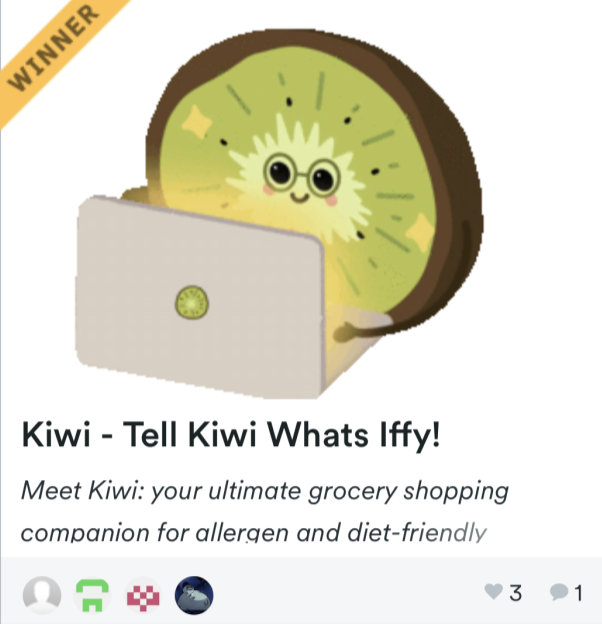 WINNER
Kiwi - Tell Kiwi Whats Iffy!
Meet Kiwi: your ultimate grocery shopping
companion for allergen and diet-friendly
3 1